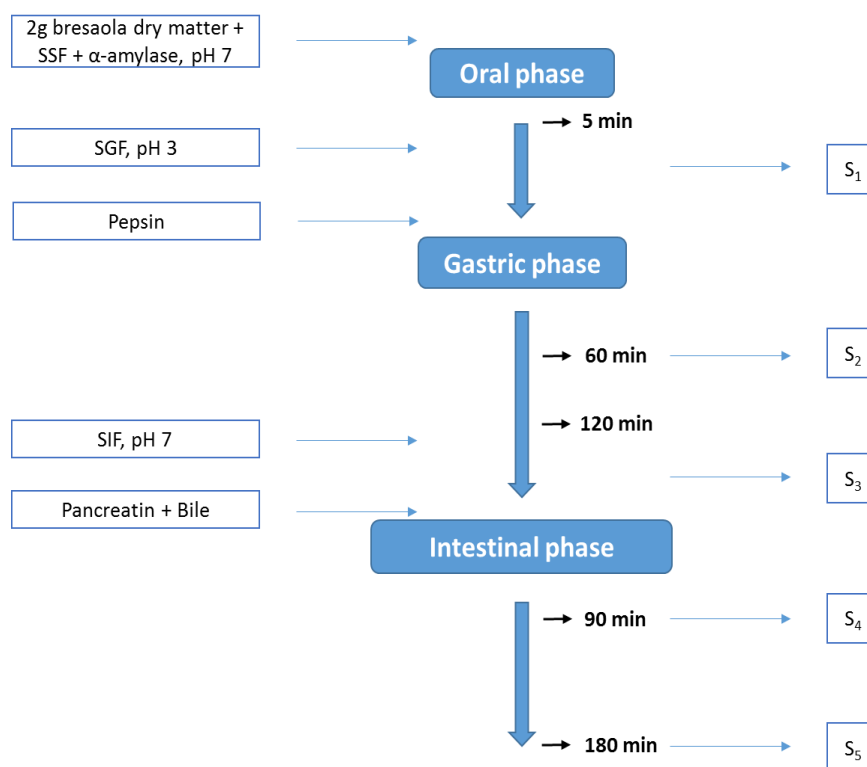 2g bresaola dry matter +
SSF + α-amylase, pH 7
Oral phase
5 min
SGF, pH 3
S1
Pepsin
Gastric phase
60 min
S2
120 min
SIF, pH 7
S3
Pancreatin + Bile
Intestinal phase
90 min
S4
180 min
S5